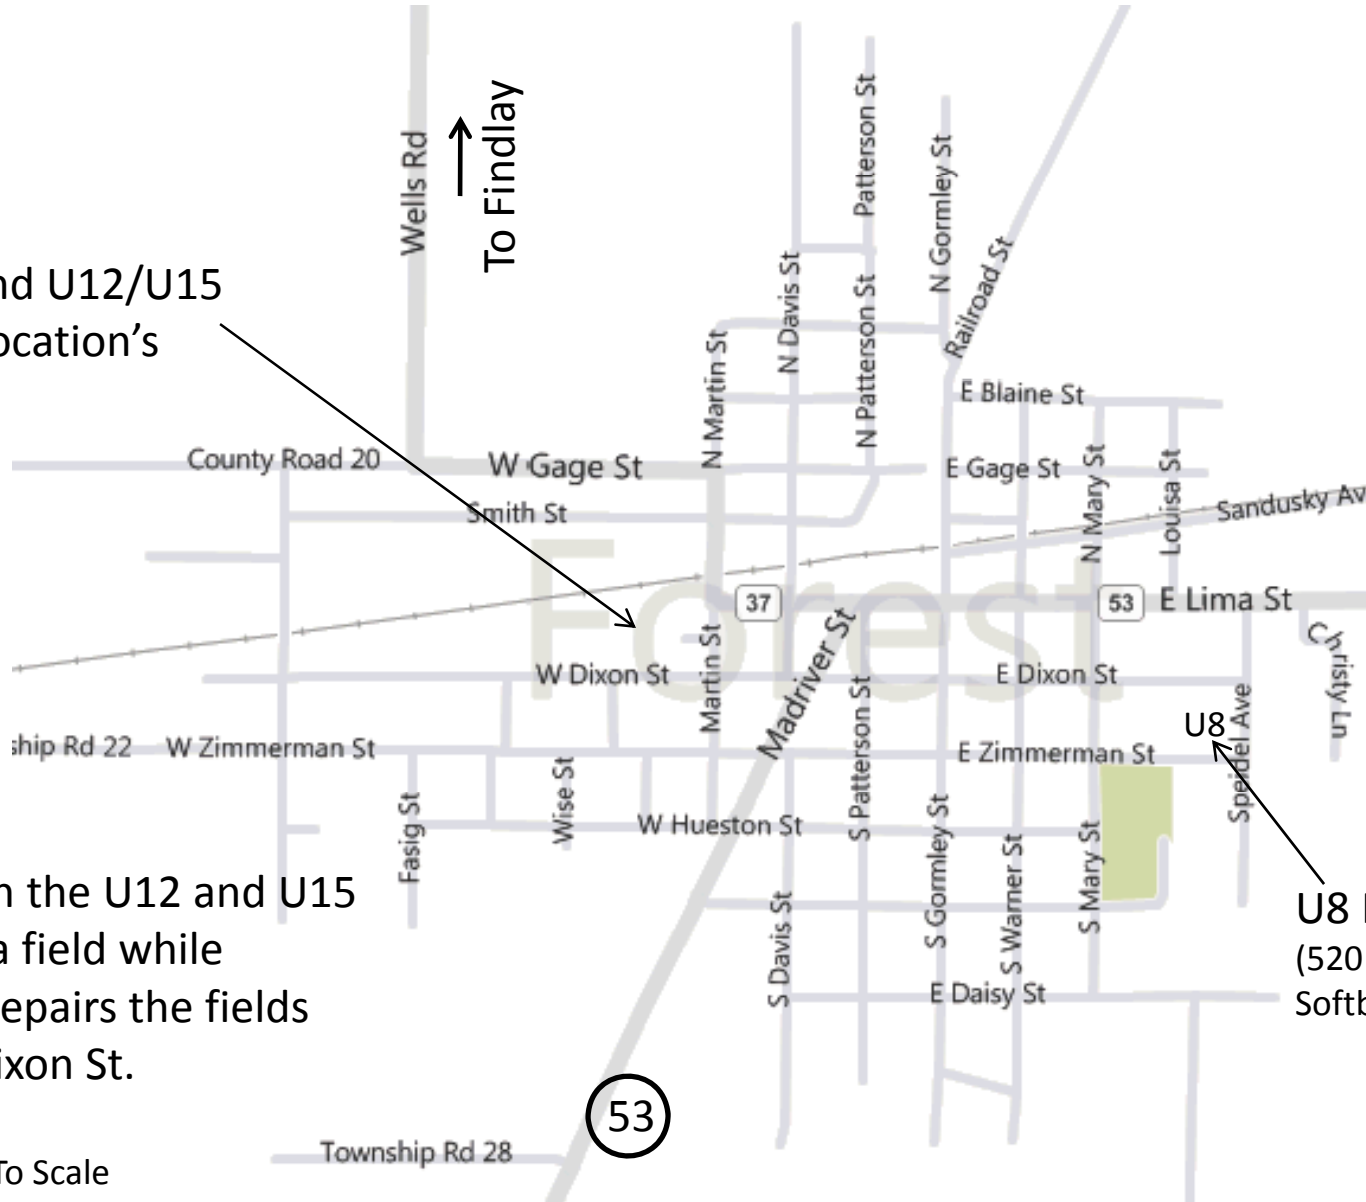 Wells Rd
To Findlay
Patterson St
N Gormley St
Railroad St
N Davis St
N Patterson St
N Martin St
nd U12/U15
ocation's
E Blaine St
County Road 20
W Gage St
E Gage St
N Mary St
Louisa St
Smith St
Sandusky Av
Forest
37
53
E Lima St
Christy Ln
Martin St
Madriver St
W Dixon St
E Dixon St
S Patterson St
Speidel Ave
U8
ship Rd 22
W Zimmerman St
E Zimmerman St
Fasig St
Wise St
W Hueston St
S Gormley St
S Warner St
S Mary St
S Davis St
n the U12 and U15
a field while
epairs the fields
ixon St.
U8
(520
Softb
E Daisy St
53
Township Rd 28
To Scale